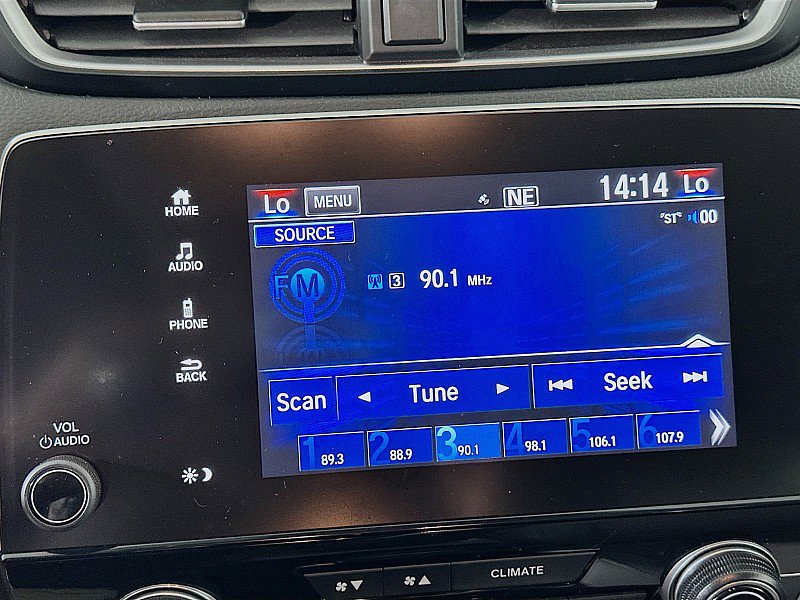 Lo MENU NE 14:14 Lo
SOURCE "ST" 00
FM 3 90.1 MHz
Scan Tune Seek
1 89.3 2 88.9 3 90.1 4 98.1 5 106.1 6 107.9
HOME
AUDIO
PHONE
BACK
VOL
AUDIO
CLIMATE